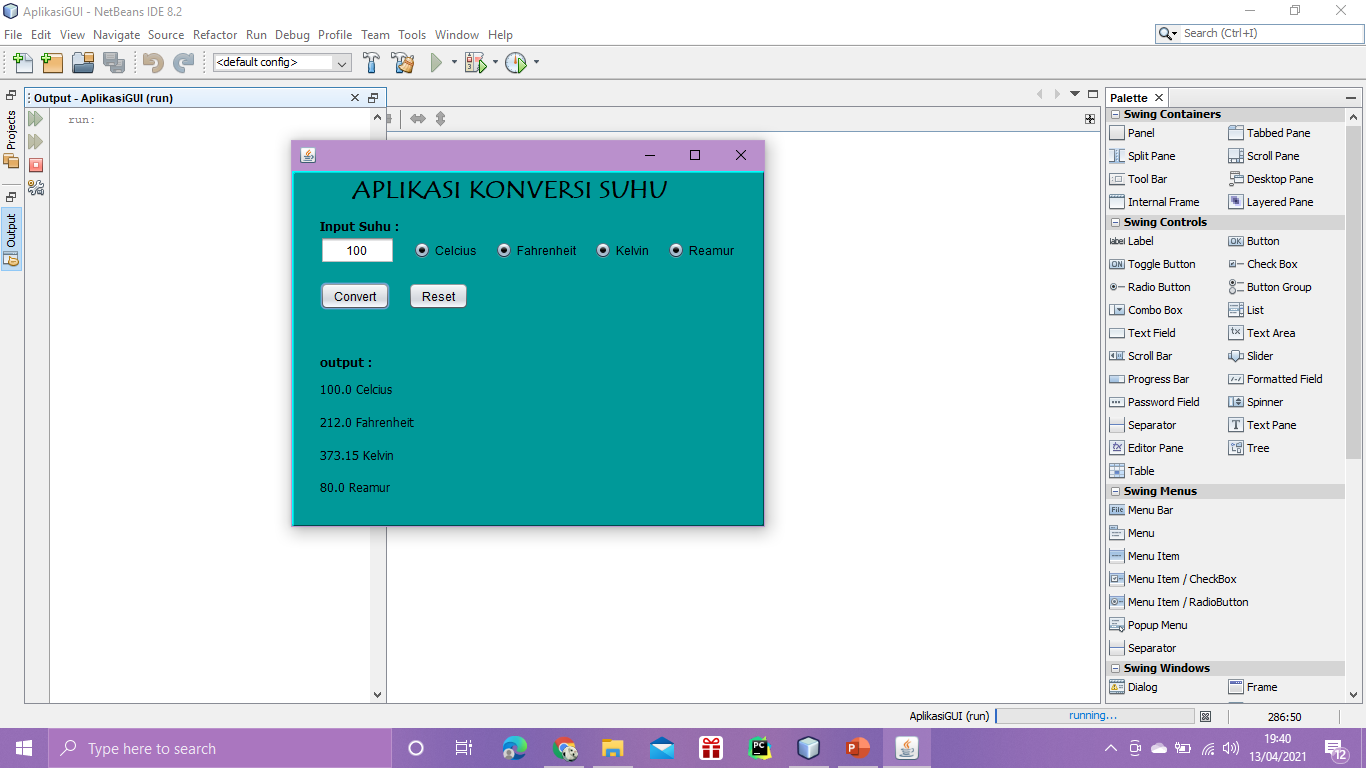 AplikasiGUI - NetBeans IDE 8.2
File Edit View Navigate Source Refactor Run Debug Profile Team Tools Window Help
Search (Ctrl+I)
<default config>
Output - AplikasiGUI (run)
run:
Projects
Output
APLIKASI KONVERSI SUHU
Input Suhu :
100 Celcius Fahrenheit Kelvin Reamur
Convert Reset
output :
100.0 Celcius
212.0 Fahrenheit
373.15 Kelvin
80.0 Reamur
Palette
Swing Containers
Panel Tabbed Pane
Split Pane Scroll Pane
Tool Bar Desktop Pane
Internal Frame Layered Pane
Swing Controls
label Label OK Button
ON Toggle Button Check Box
Radio Button Button Group
Combo Box List
Text Field tx Text Area
Scroll Bar Slider
Progress Bar Formatted Field
Password Field Spinner
Separator T Text Pane
Editor Pane Tree
Table
Swing Menus
File Menu Bar
Menu
Menu Item
Menu Item / CheckBox
Menu Item / RadioButton
Popup Menu
Separator
Swing Windows
Dialog Frame
AplikasiGUI (run) running... 286:50
Type here to search
PC
P
19:40
13/04/2021
12